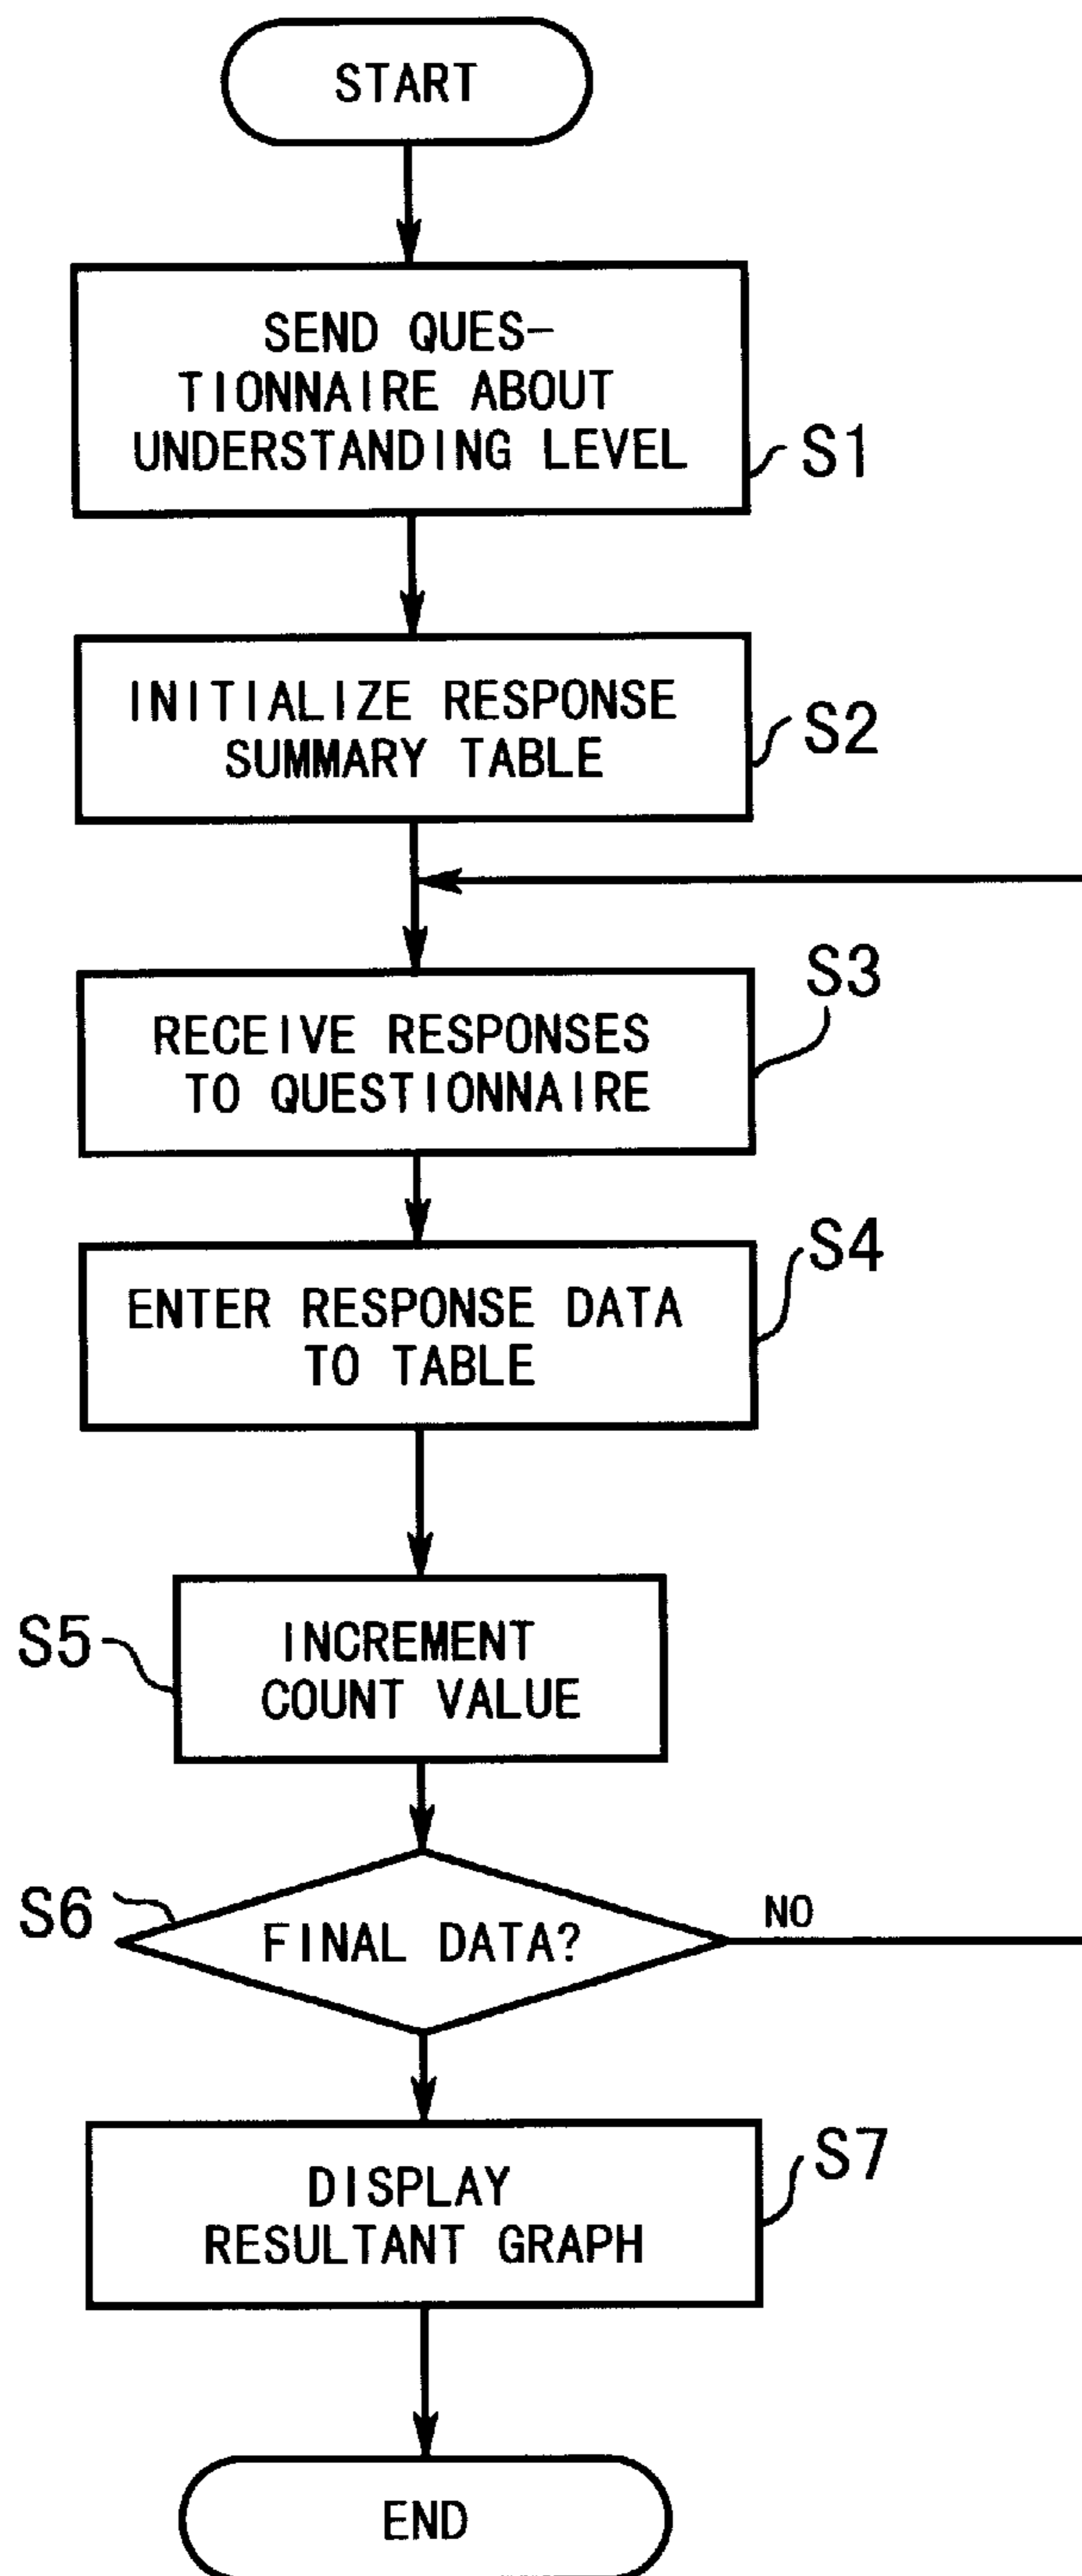 START
SEND QUES-
TIONNAIRE ABOUT
UNDERSTANDING LEVEL
S1
INITIALIZE RESPONSE
SUMMARY TABLE
S2
S3
RECEIVE RESPONSES
TO QUESTIONNAIRE
S4
ENTER RESPONSE DATA
TO TABLE
S5
INCREMENT
COUNT VALUE
S6
FINAL DATA?
NO
S7
DISPLAY
RESULTANT GRAPH
END